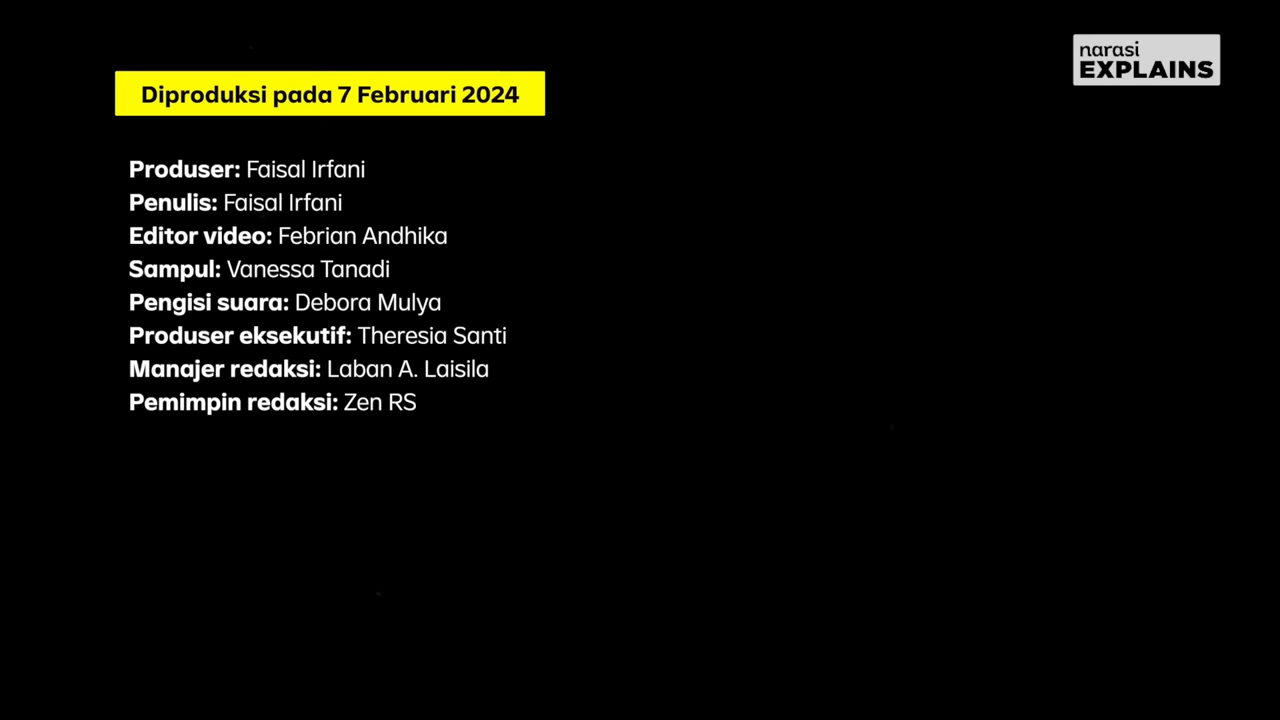 narasi
EXPLAINS
Diproduksi pada 7 Februari 2024
Produser: Faisal Irfani
Penulis: Faisal Irfani
Editor video: Febrian Andhika
Sampul: Vanessa Tanadi
Pengisi suara: Debora Mulya
Produser eksekutif: Theresia Santi
Manajer redaksi: Laban A. Laisila
Pemimpin redaksi: Zen RS